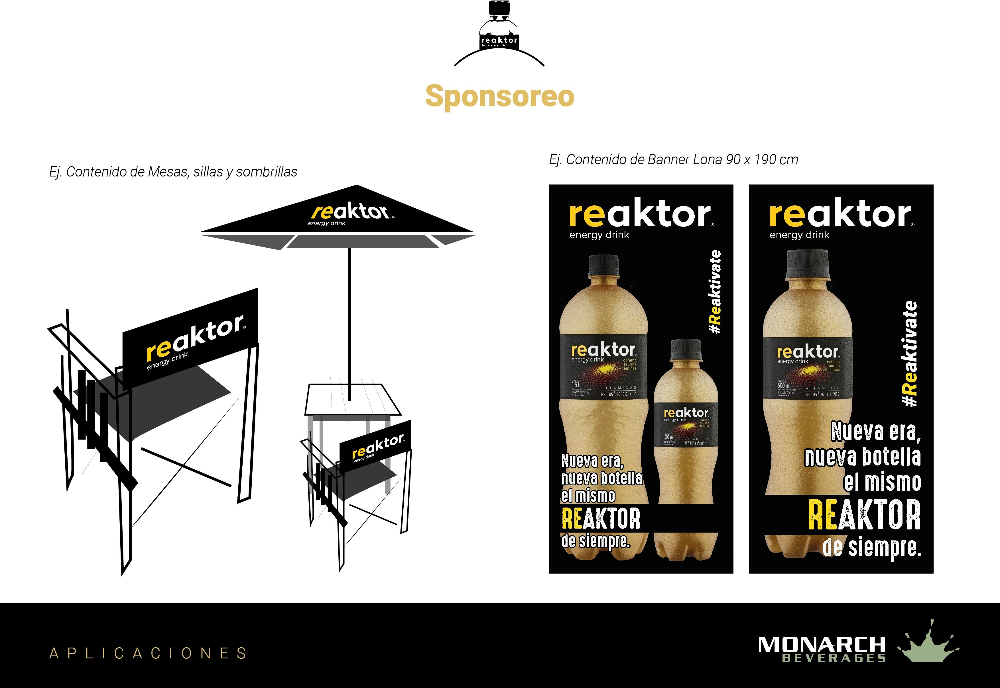 reaktor
Sponsoreo
Ej. Contenido de Mesas, sillas y sombrillas
reaktor®
energy drink
reaktor®
energy drink
reaktor®
energy drink
Ej. Contenido de Banner Lona 90 x 190 cm
reaktor®
energy drink
#Reaktivate
reaktor®
energy drink
cafeína
taurina
vitaminas
CONT. NETO
1.5 L
VITAMINAS
B3 B5 B6 B12 VIT C
reaktor®
energy drink
cafeína
taurina
vitaminas
500 ml
VITAMINAS
B3 B5 B6 B12 VIT C
Nueva era,
nueva botella
el mismo
REAKTOR
de siempre.
reaktor®
energy drink
#Reaktivate
reaktor®
energy drink
cafeína
taurina
vitaminas
CONT. NETO
500 ml
VITAMINAS
B3 B5 B6 B12 VIT C
Nueva era,
nueva botella
el mismo
REAKTOR
de siempre.
APLICACIONES
MONARCH
BEVERAGES